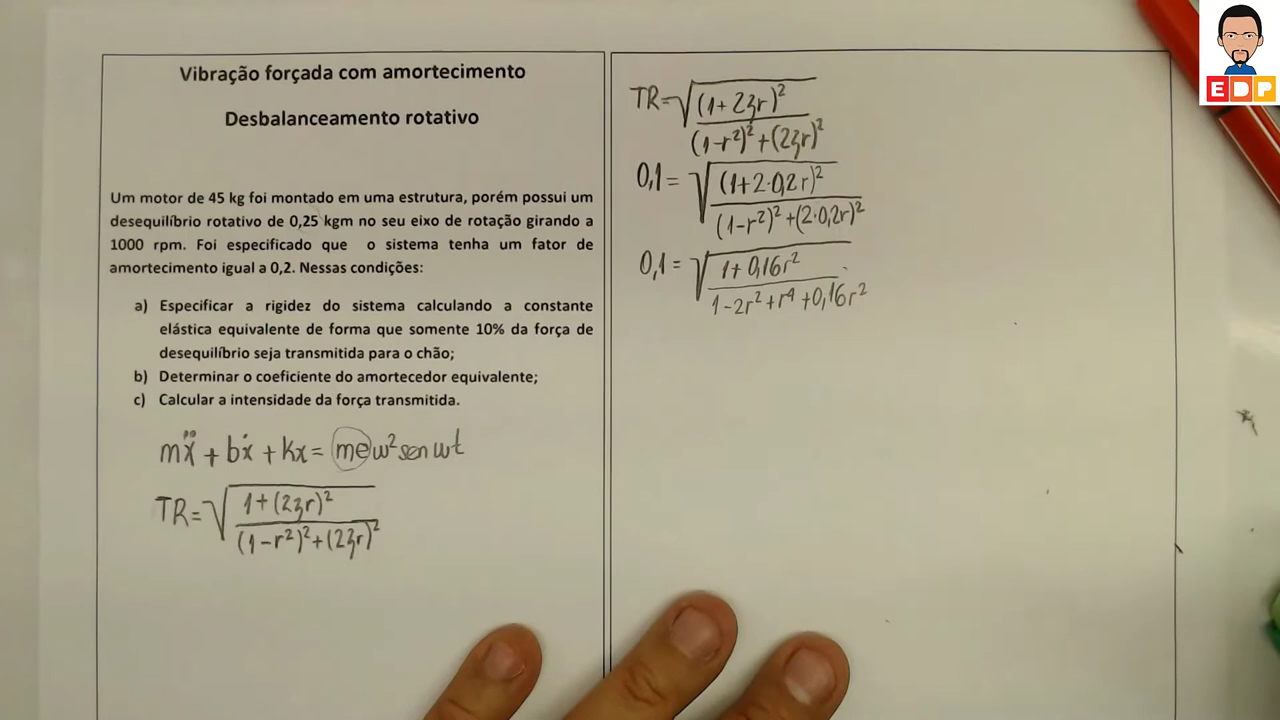 Vibração forçada com amortecimento
Desbalanceamento rotativo
Um motor de 45 kg foi montado em uma estrutura, porém possui um
desequilíbrio rotativo de 0,25 kgm no seu eixo de rotação girando a
1000 rpm. Foi especificado que o sistema tenha um fator de
amortecimento igual a 0,2. Nessas condições:
a) Especificar a rigidez do sistema calculando a constante
elástica equivalente de forma que somente 10% da força de
desequilíbrio seja transmitida para o chão;
b) Determinar o coeficiente do amortecedor equivalente;
c) Calcular a intensidade da força transmitida.
mẍ + bẋ + kx = meω² sen ωt
TR = √(1+(2ζr)² / (1-r²)²+(2ζr)²)
TR = √((1+2ζr)² / (1-r²)²+(2ζr)²)
0,1 = √((1+2·0,2r)² / (1-r²)²+(2·0,2r)²)
0,1 = √(1+0,16r² / 1-2r²+r⁴+0,16r²)
EDP